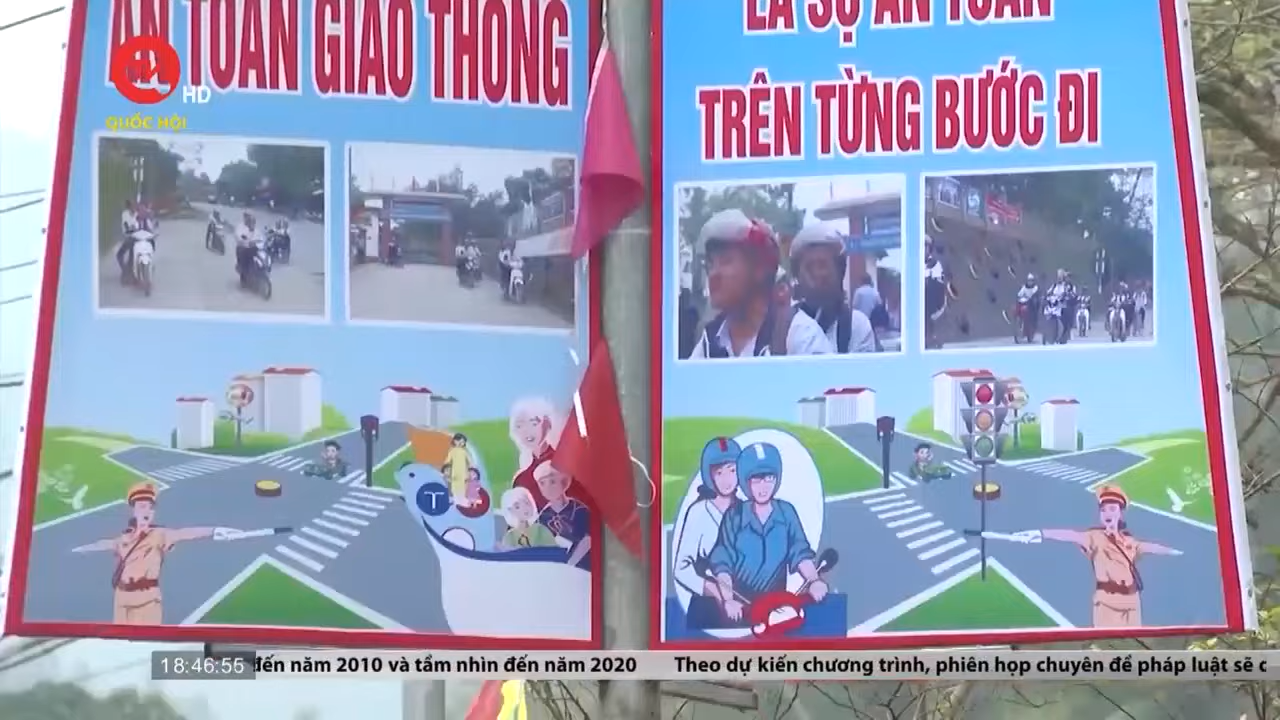 AN TOÀN GIAO THÔNG
LÀ SỰ AN TOÀN
TRÊN TỪNG BƯỚC ĐI
HD
QUỐC HỘI
T
18:46:55
đến năm 2010 và tầm nhìn đến năm 2020 Theo dự kiến chương trình, phiên họp chuyên đề pháp luật sẽ